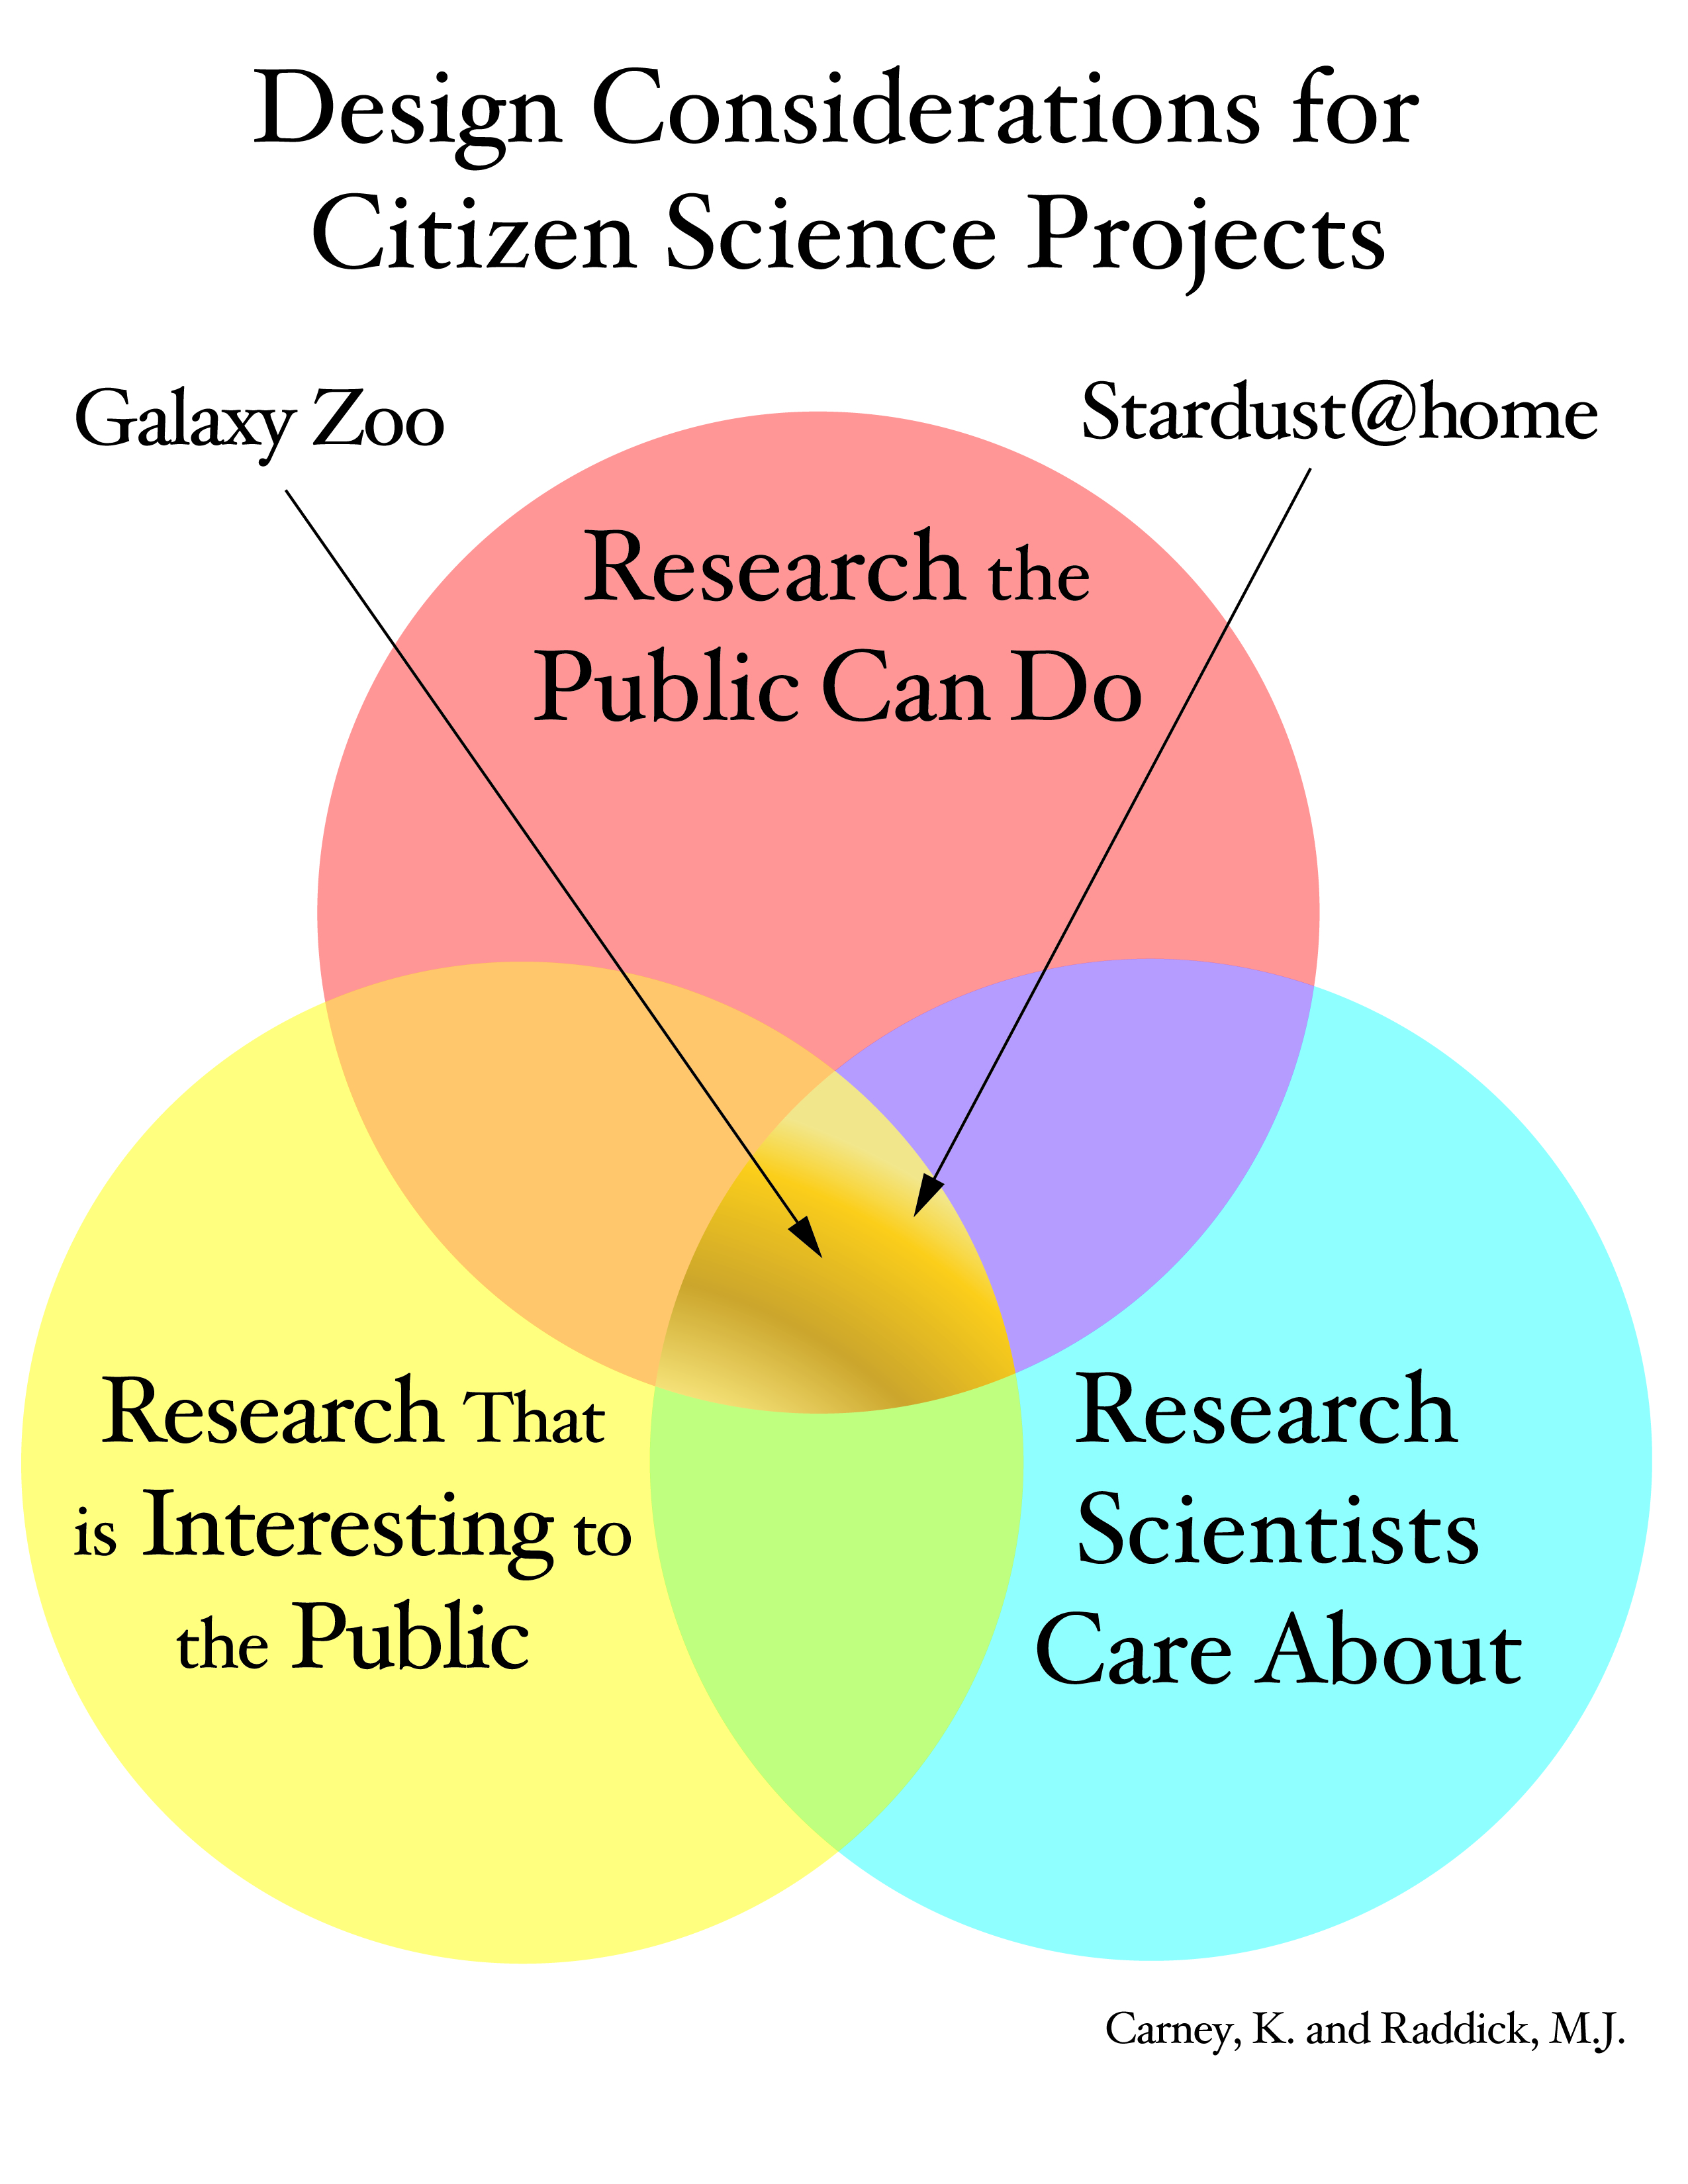 Design Considerations for
Citizen Science Projects
Galaxy Zoo
Stardust@home
Research the
Public Can Do
Research That
is Interesting to
the Public
Research
Scientists
Care About
Carney, K. and Raddick, M.J.